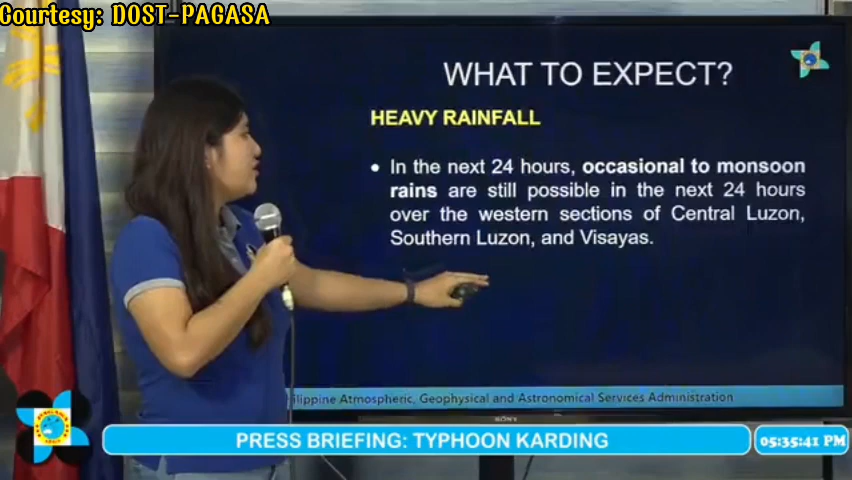 Courtesy: DOST-PAGASA
WHAT TO EXPECT?
HEAVY RAINFALL
• In the next 24 hours, occasional to monsoon
rains are still possible in the next 24 hours
over the western sections of Central Luzon,
Southern Luzon, and Visayas.
ilippine Atmospheric, Geophysical and Astronomical Services Administration
SONY
PRESS BRIEFING: TYPHOON KARDING
05:35:41 PM